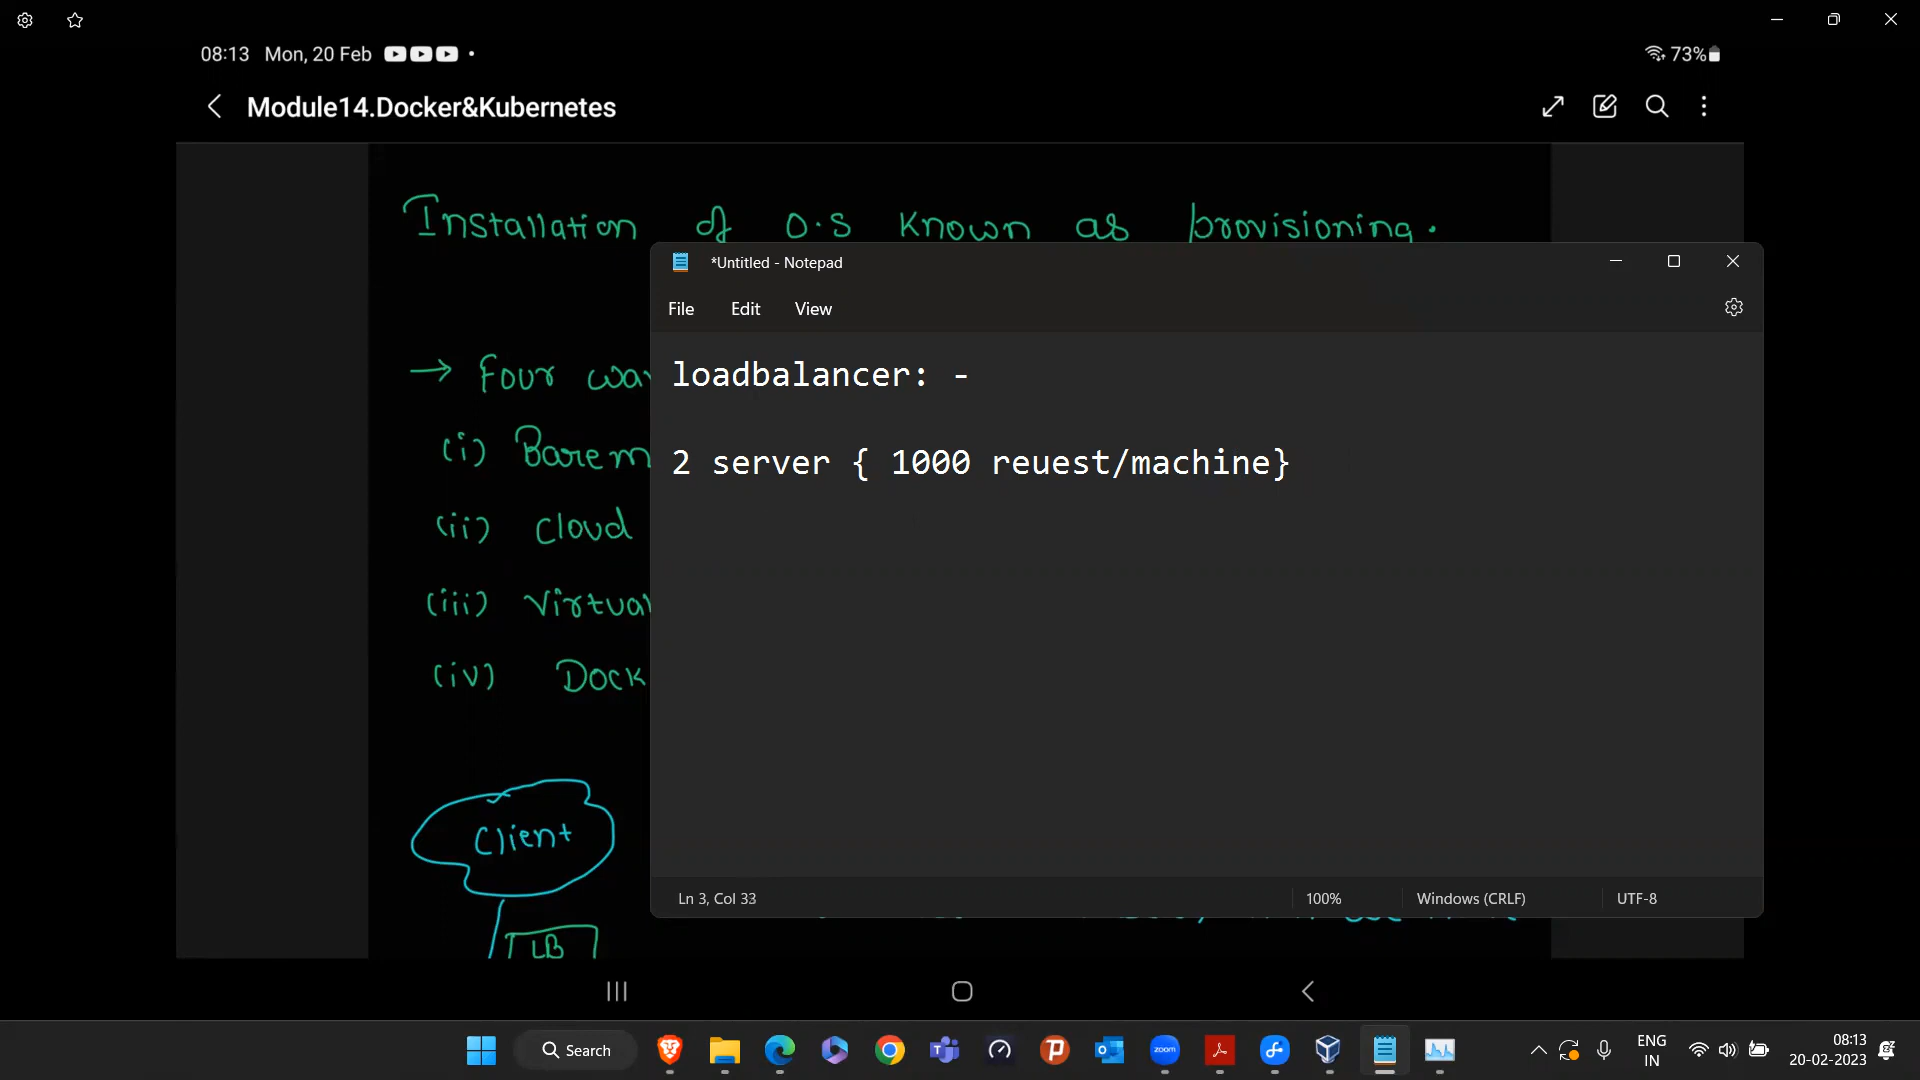 08:13 Mon, 20 Feb
73%
Module14.Docker&Kubernetes
Installation of O.S known as provisioning.
*Untitled - Notepad
File Edit View
→ Four
loadbalancer: -
(i)
2 server { 1000 reuest/machine}
(ii) Cloud
(iii)
(iv)
Client
LB
Ln 3, Col 33
100%
Windows (CRLF)
UTF-8
Search
zoom
ENG
IN
08:13
20-02-2023